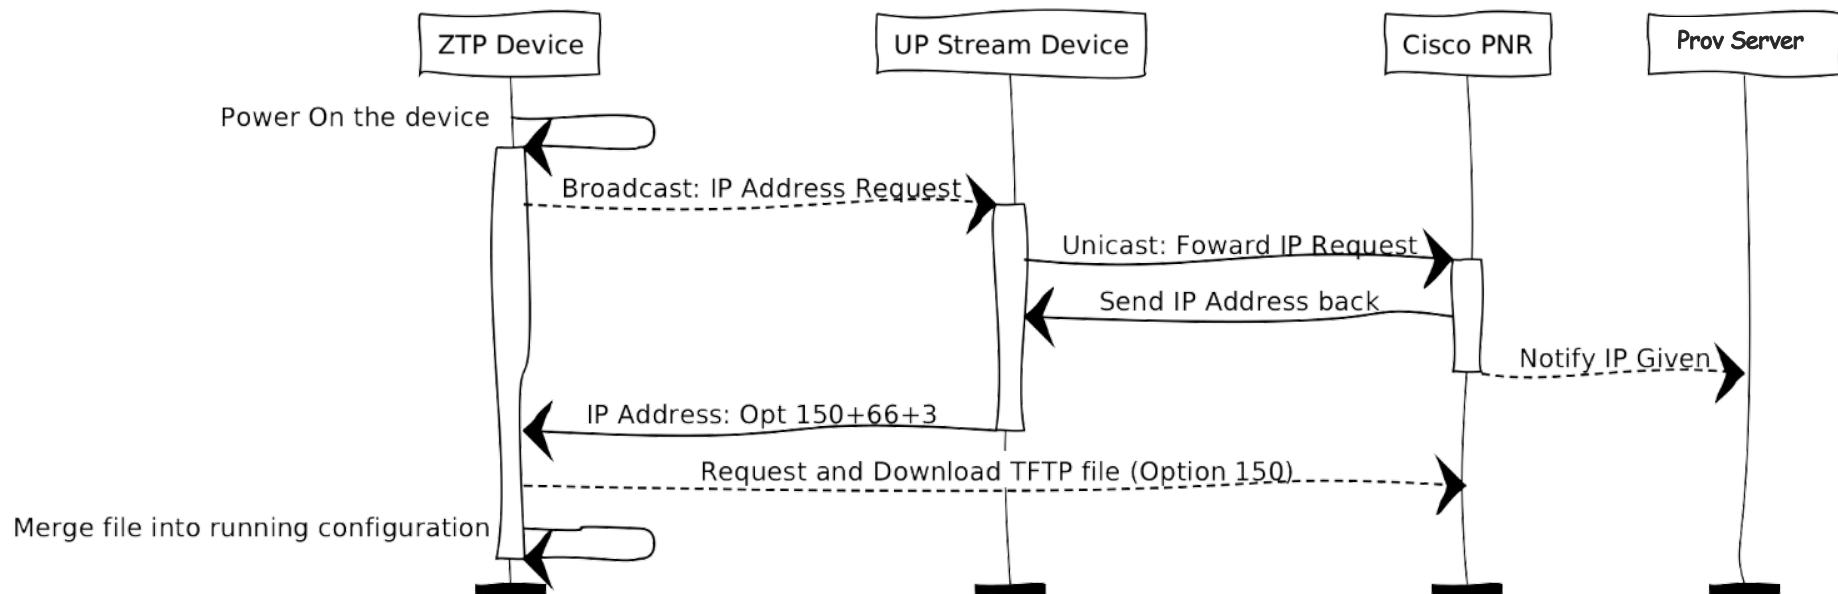 ZTP Device
UP Stream Device
Cisco PNR
Prov Server
Power On the device
Broadcast: IP Address Request
Unicast: Foward IP Request
Send IP Address back
Notify IP Given
IP Address: Opt 150+66+3
Request and Download TFTP file (Option 150)
Merge file into running configuration